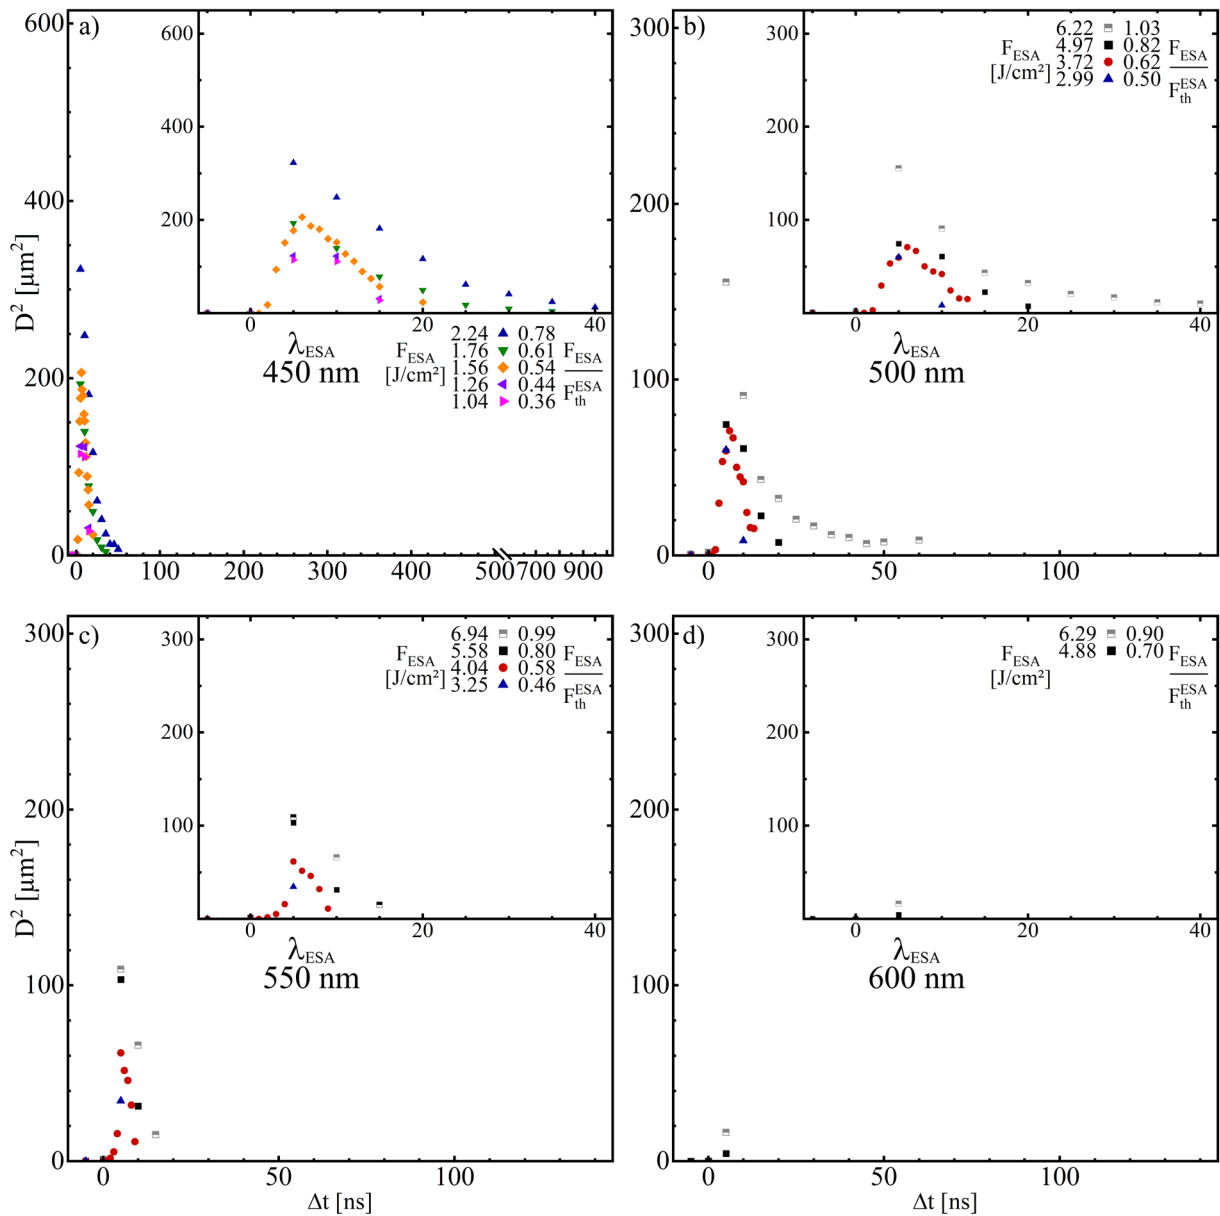 a)
D² [µm²]
600
400
200
0
0 100 200 300 400 500 700 900
600
400
200
0 20 40
λESA
450 nm
FESA
[J/cm²]
2.24 0.78
1.76 0.61
1.56 0.54
1.26 0.44
1.04 0.36
FESA
FthESA
b)
300
200
100
0
0 50 100
300
200
100
0 20 40
λESA
500 nm
FESA
[J/cm²]
6.22 1.03
4.97 0.82
3.72 0.62
2.99 0.50
FESA
FthESA
c)
D² [µm²]
300
200
100
0
0 50 100
Δt [ns]
300
200
100
0 20 40
λESA
550 nm
FESA
[J/cm²]
6.94 0.99
5.58 0.80
4.04 0.58
3.25 0.46
FESA
FthESA
d)
300
200
100
0
0 50 100
Δt [ns]
300
200
100
0 20 40
λESA
600 nm
FESA
[J/cm²]
6.29 0.90
4.88 0.70
FESA
FthESA